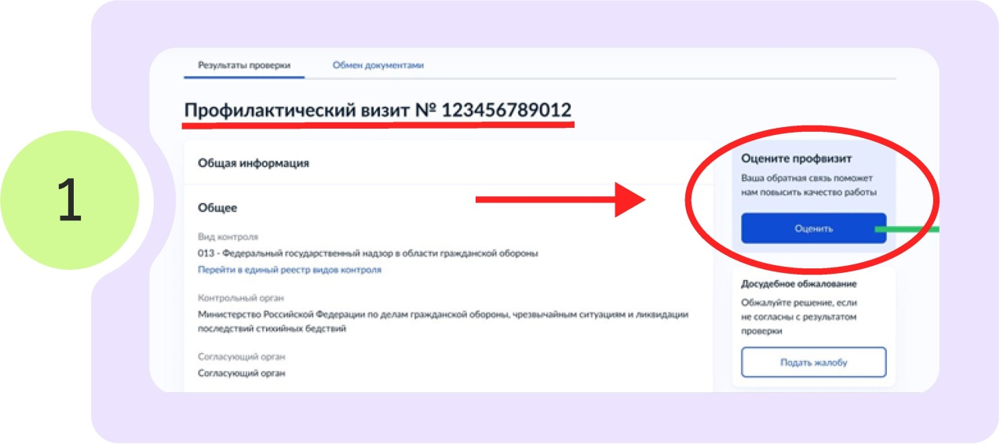 1
Результаты проверки
Обмен документами
Профилактический визит № 123456789012
Общая информация
Общее
Вид контроля
013 - Федеральный государственный надзор в области гражданской обороны
Перейти в единый реестр видов контроля
Контрольный орган
Министерство Российской Федерации по делам гражданской обороны, чрезвычайным ситуациям и ликвидации
последствий стихийных бедствий
Согласующий орган
Согласующий орган
Оцените профвизит
Ваша обратная связь поможет
нам повысить качество работы
Оценить
Досудебное обжалование
Обжалуйте решение, если
не согласны с результатом
проверки
Подать жалобу